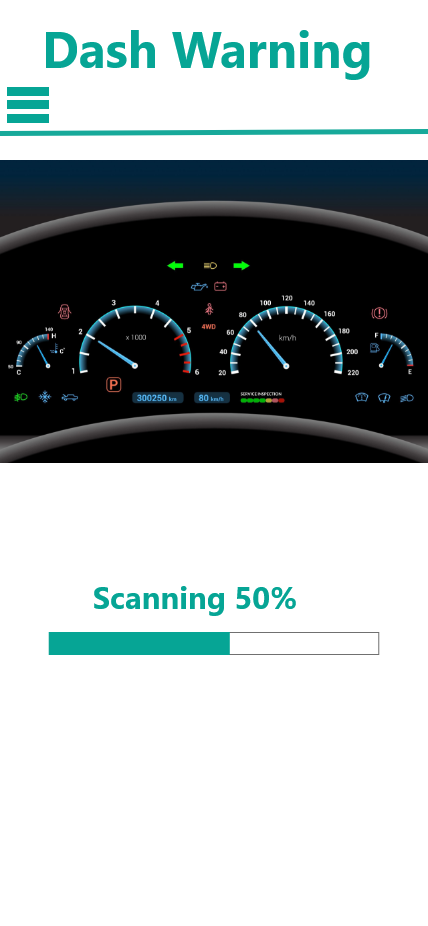 Dash Warning
100 120 140
80 160
3 4
60 180
2 5
x 1000
km/h
4WD
140 H
90
C°
50 C
F
E
40 200
1 6
20 220
P
300250 km
80 km/h
SERVICE INSPECTION
Scanning 50%